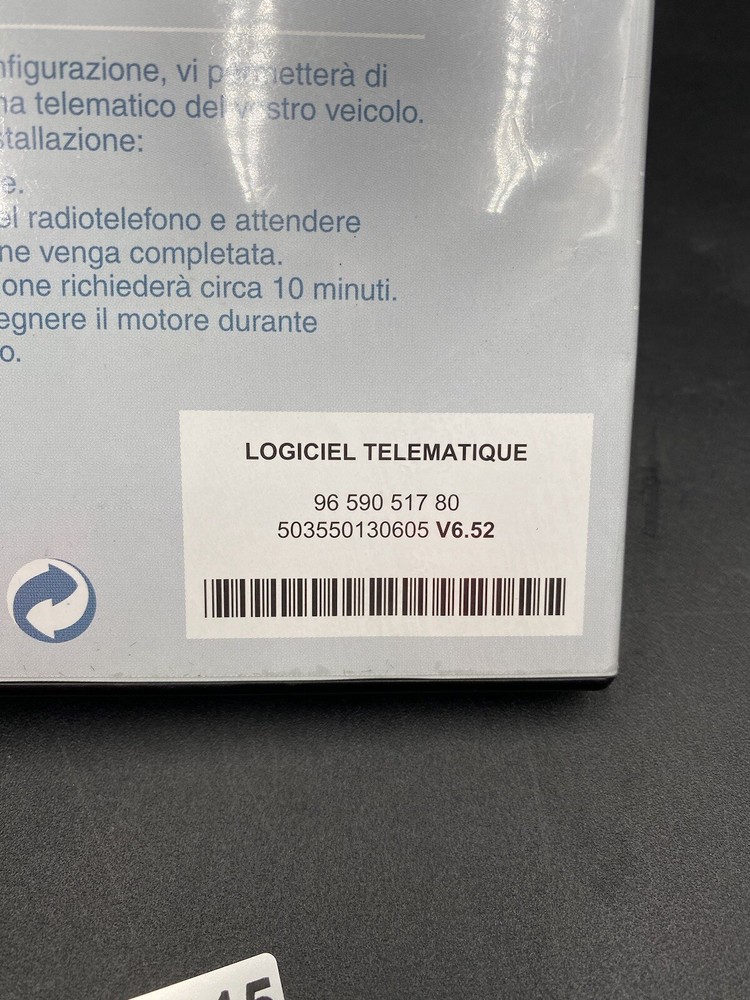 nfigurazione, vi permetterà di
na telematico del vostro veicolo.
stallazione:
e.
el radiotelefono e attendere
ne venga completata.
one richiederà circa 10 minuti.
egnere il motore durante
o.
LOGICIEL TELEMATIQUE
96 590 517 80
503550130605 V6.52
15